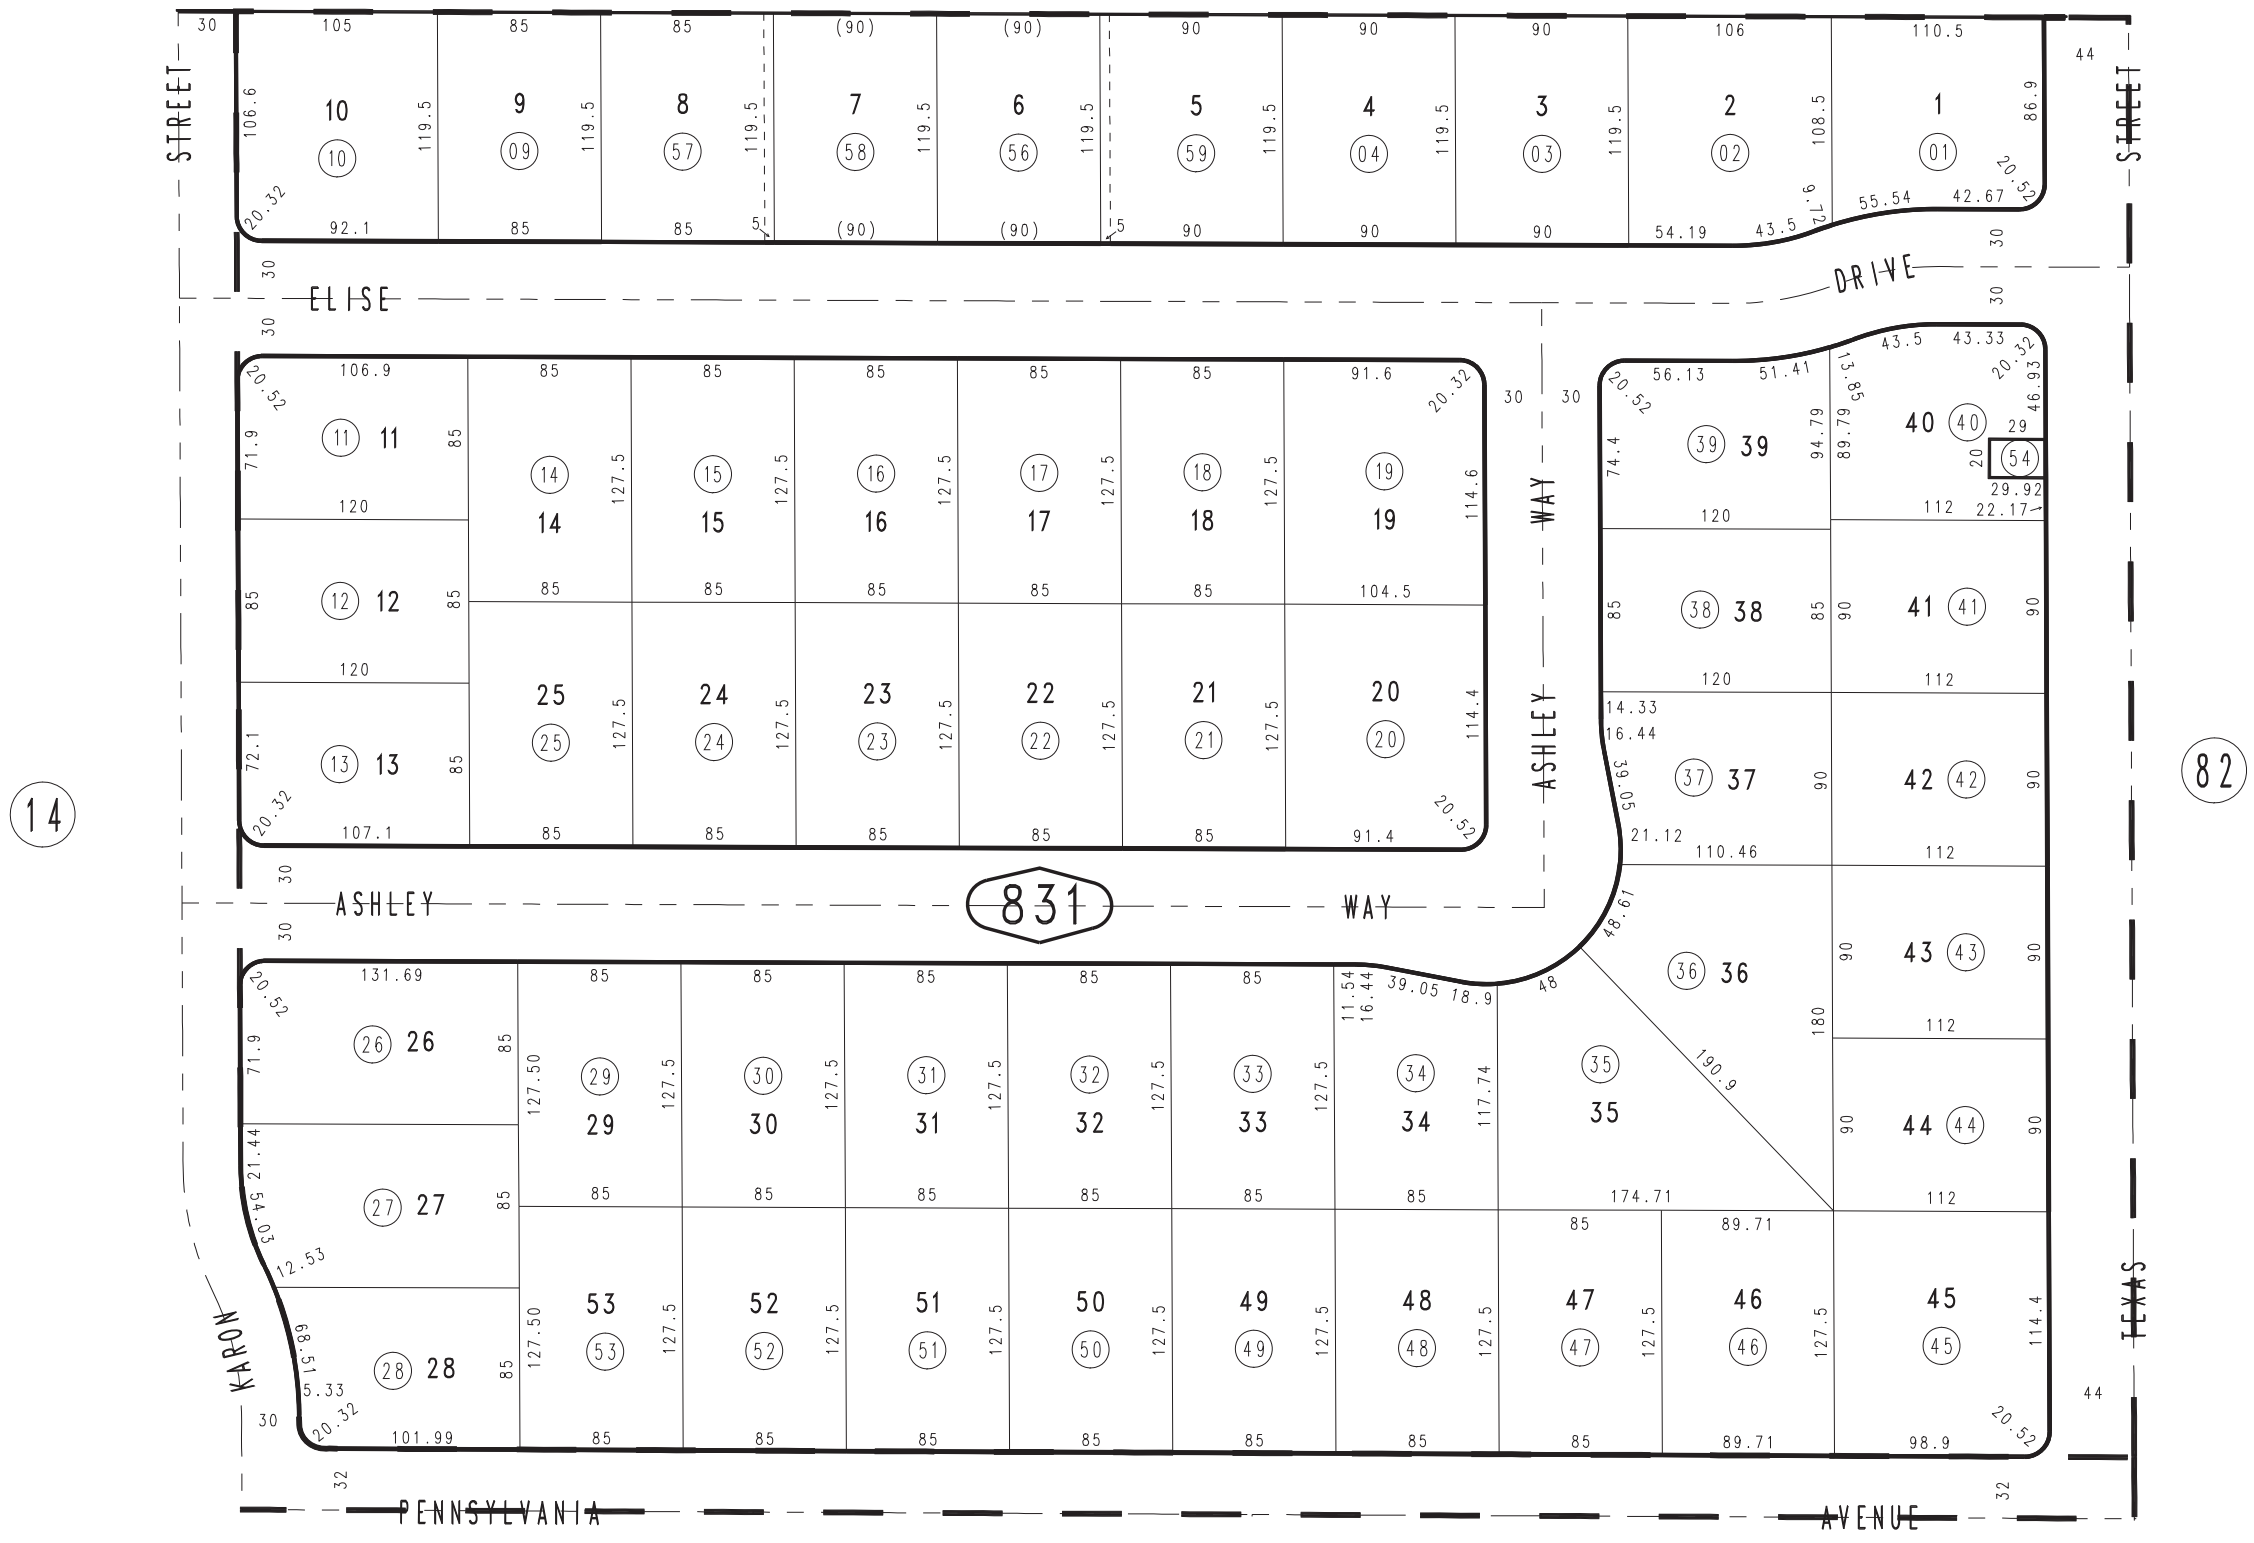 30 105 85 85 (90) (90) 90 90 90 106 110.5 44
STREET 106.6 10 119.5 9 119.5 8 119.5 7 119.5 6 119.5 5 119.5 4 119.5 3 119.5 2 108.5 1 86.9 STREET
10 09 57 58 56 59 04 03 02 01
20.32 92.1 85 85 5 (90) (90) 5 90 90 90 54.19 43.5 9.72 55.54 42.67 20.52
30 30
ELISE DRIVE
30 30
20.52 106.9 85 85 85 85 85 91.6 20.32 30 30 20.52 56.13 51.41 13.85 43.5 43.33 20.32
71.9 11 11 85 74.4 39 39 94.79 89.79 40 40 46.93
29
20 54
29.92
14 127.5 15 127.5 16 127.5 17 127.5 18 127.5 19 114.6 WAY
120 120 112 22.17
14 15 16 17 18 19
85 12 12 85 85 85 85 85 85 104.5 85 38 38 85 90 41 41 90
120 120 112
25 127.5 24 127.5 23 127.5 22 127.5 21 127.5 20 114.4 ASHLEY 14.33
16.44
72.1 13 13 85 25 24 23 22 21 20 39.05 37 37 90 42 42 90
14 82
20.32 107.1 85 85 85 85 85 91.4 20.52 21.12
110.46 112
30
ASHLEY 831 WAY
30
48.61
20.52 131.69 85 85 85 85 85 11.54 16.44 39.05 18.9 48 36 36 90 43 43 90
71.9 26 26 85 180 112
127.50 29 127.5 30 127.5 31 127.5 32 127.5 33 127.5 34 117.74 35 190.9
29 30 31 32 33 34 35 90 44 44 90
21.44
54.03 27 27 85 85 85 85 85 85 85 174.71 112
12.53 85 89.71
KARON 68.51 28 28 85 TEXAS
127.50 53 127.5 52 127.5 51 127.5 50 127.5 49 127.5 48 127.5 47 127.5 46 127.5 45 114.4
53 52 51 50 49 48 47 46 45
5.33 44
30 20.32 101.99 85 85 85 85 85 85 85 89.71 98.9 20.52
32 32
PENNSYLVANIA AVENUE